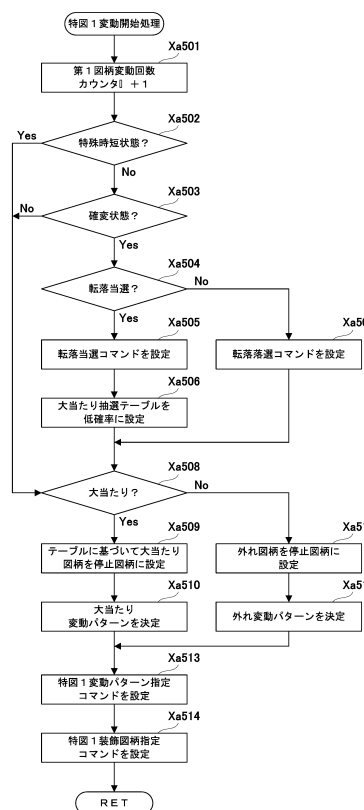 特図１変動開始処理
Xa501
第１図柄変動回数
カウンタ ＋１
Xa502
Yes
特殊時短状態？
No
Xa503
No
確変状態？
Yes
Xa504
転落当選？
No
Yes
Xa505
転落当選コマンドを設定
転落落選コマンドを設定
Xa506
大当たり抽選テーブルを
低確率に設定
Xa508
大当たり？
No
Yes
Xa509
テーブルに基づいて大当たり
図柄を停止図柄に設定
外れ図柄を停止図柄に
設定
Xa510
大当たり
変動パターンを決定
外れ変動パターンを決定
Xa513
特図１変動パターン指定
コマンドを設定
Xa514
特図１装飾図柄指定
コマンドを設定
ＲＥＴ